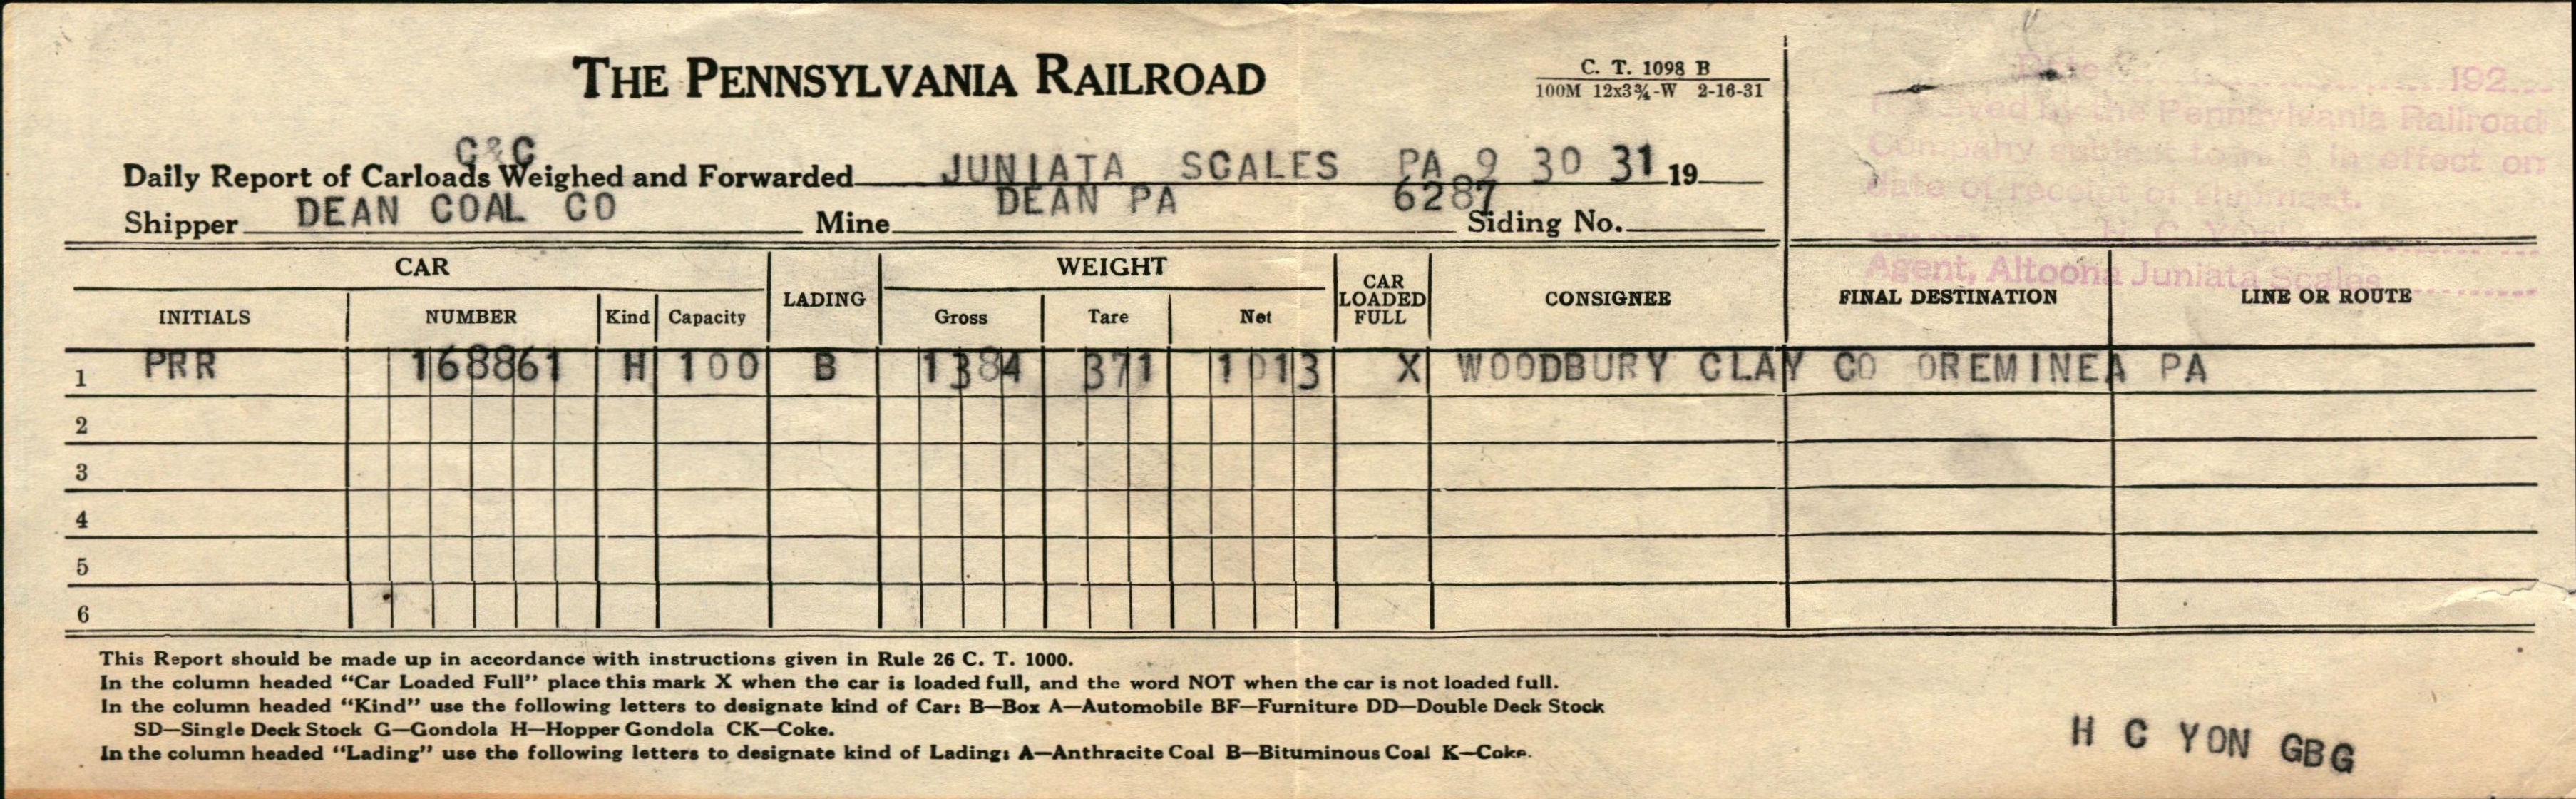 THE PENNSYLVANIA RAILROAD
C. T. 1098 B
100M 12x3¾-W 2-16-31
192
Received by the Pennsylvania Railroad
Company subject to rules in effect on
date of receipt of shipment.
H. C. YON
Agent, Altoona Juniata Scales
C&C
Daily Report of Carloads Weighed and Forwarded JUNIATA SCALES PA 9 30 31 19
Shipper DEAN COAL CO Mine DEAN PA 6287 Siding No.
CAR LADING WEIGHT CAR LOADED FULL CONSIGNEE FINAL DESTINATION LINE OR ROUTE
INITIALS NUMBER Kind Capacity Gross Tare Net
1 PRR 168861 H 100 B 1384 371 1013 X WOODBURY CLAY CO OREMINEA PA
2
3
4
5
6
This Report should be made up in accordance with instructions given in Rule 26 C. T. 1000.
In the column headed “Car Loaded Full” place this mark X when the car is loaded full, and the word NOT when the car is not loaded full.
In the column headed “Kind” use the following letters to designate kind of Car: B—Box A—Automobile BF—Furniture DD—Double Deck Stock
SD—Single Deck Stock G—Gondola H—Hopper Gondola CK—Coke.
In the column headed “Lading” use the following letters to designate kind of Lading: A—Anthracite Coal B—Bituminous Coal K—Coke.
H C YON GBG